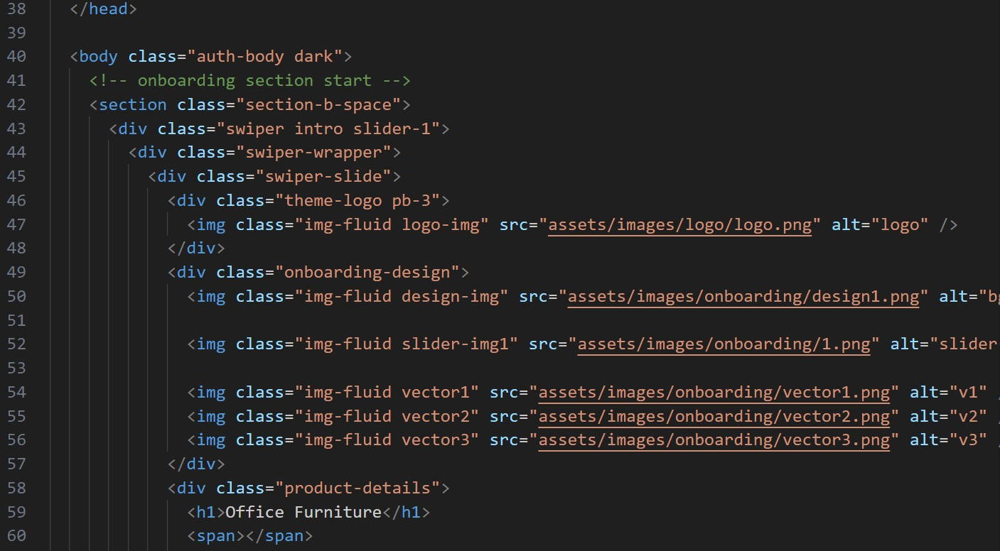 38 </head>
39
40 <body class="auth-body dark">
41 <!-- onboarding section start -->
42 <section class="section-b-space">
43 <div class="swiper intro slider-1">
44 <div class="swiper-wrapper">
45 <div class="swiper-slide">
46 <div class="theme-logo pb-3">
47 <img class="img-fluid logo-img" src="assets/images/logo/logo.png" alt="logo" />
48 </div>
49 <div class="onboarding-design">
50 <img class="img-fluid design-img" src="assets/images/onboarding/design1.png" alt="
51
52 <img class="img-fluid slider-img1" src="assets/images/onboarding/1.png" alt="slider-
53
54 <img class="img-fluid vector1" src="assets/images/onboarding/vector1.png" alt="v1" /
55 <img class="img-fluid vector2" src="assets/images/onboarding/vector2.png" alt="v2" /
56 <img class="img-fluid vector3" src="assets/images/onboarding/vector3.png" alt="v3" /
57 </div>
58 <div class="product-details">
59 <h1>Office Furniture</h1>
60 <span></span>